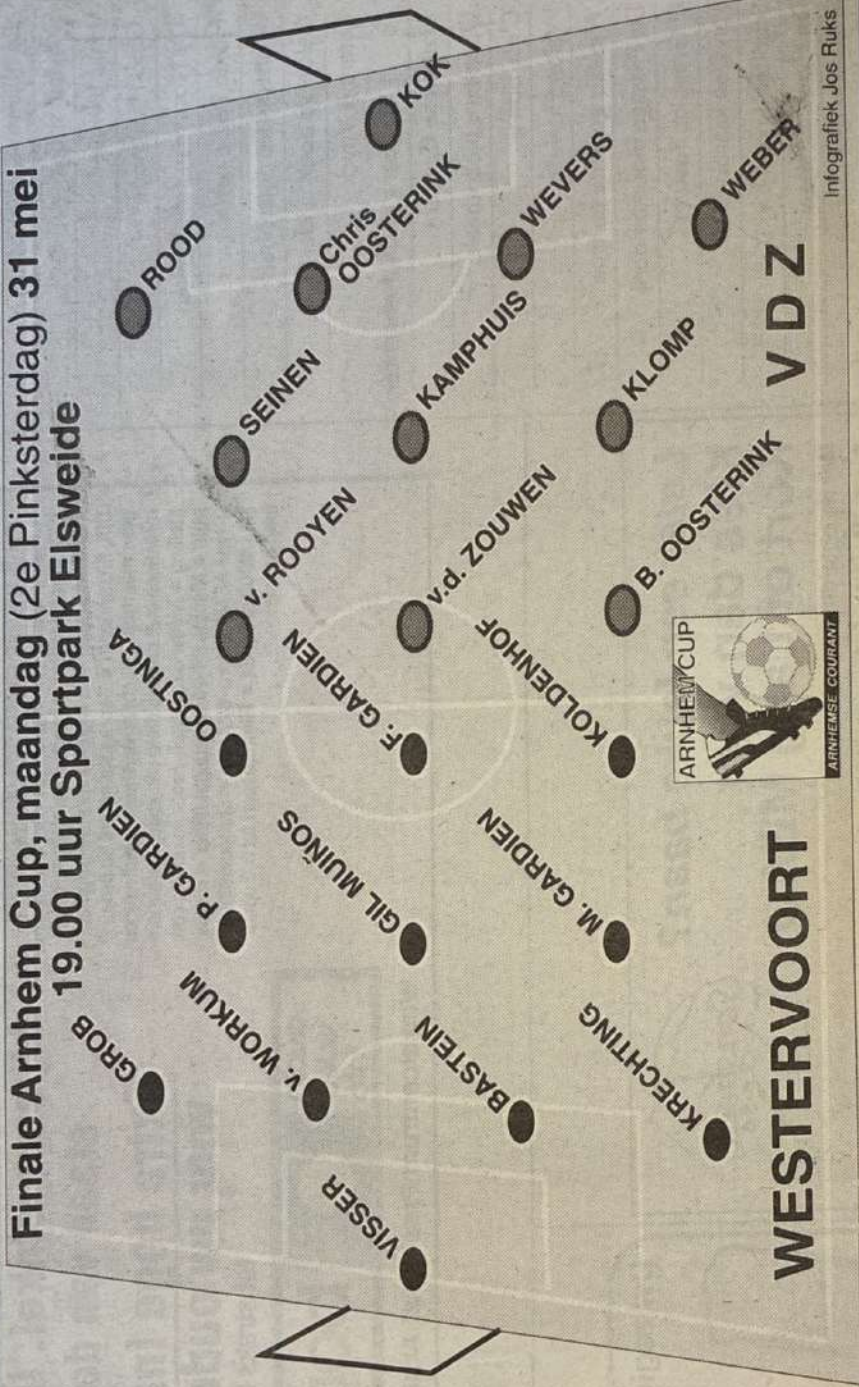 Finale Arnhem Cup, maandag (2e Pinksterdag) 31 mei
19.00 uur Sportpark Elsweide
GROB
P. GARDIEN
OOSTINGA
v. WORKUM
GIL MUIÑOS
F. GARDIEN
VISSER
BASTEIN
M. GARDIEN
KOLDENHOF
KRECHTING
v. ROOYEN
SEINEN
ROOD
v.d. ZOUWEN
KAMPHUIS
Chris
OOSTERINK
KOK
B. OOSTERINK
KLOMP
WEVERS
WEBER
WESTERVOORT
ARNHEM CUP
ARNHEMSE COURANT
V D Z
Infografiek Jos Ruks